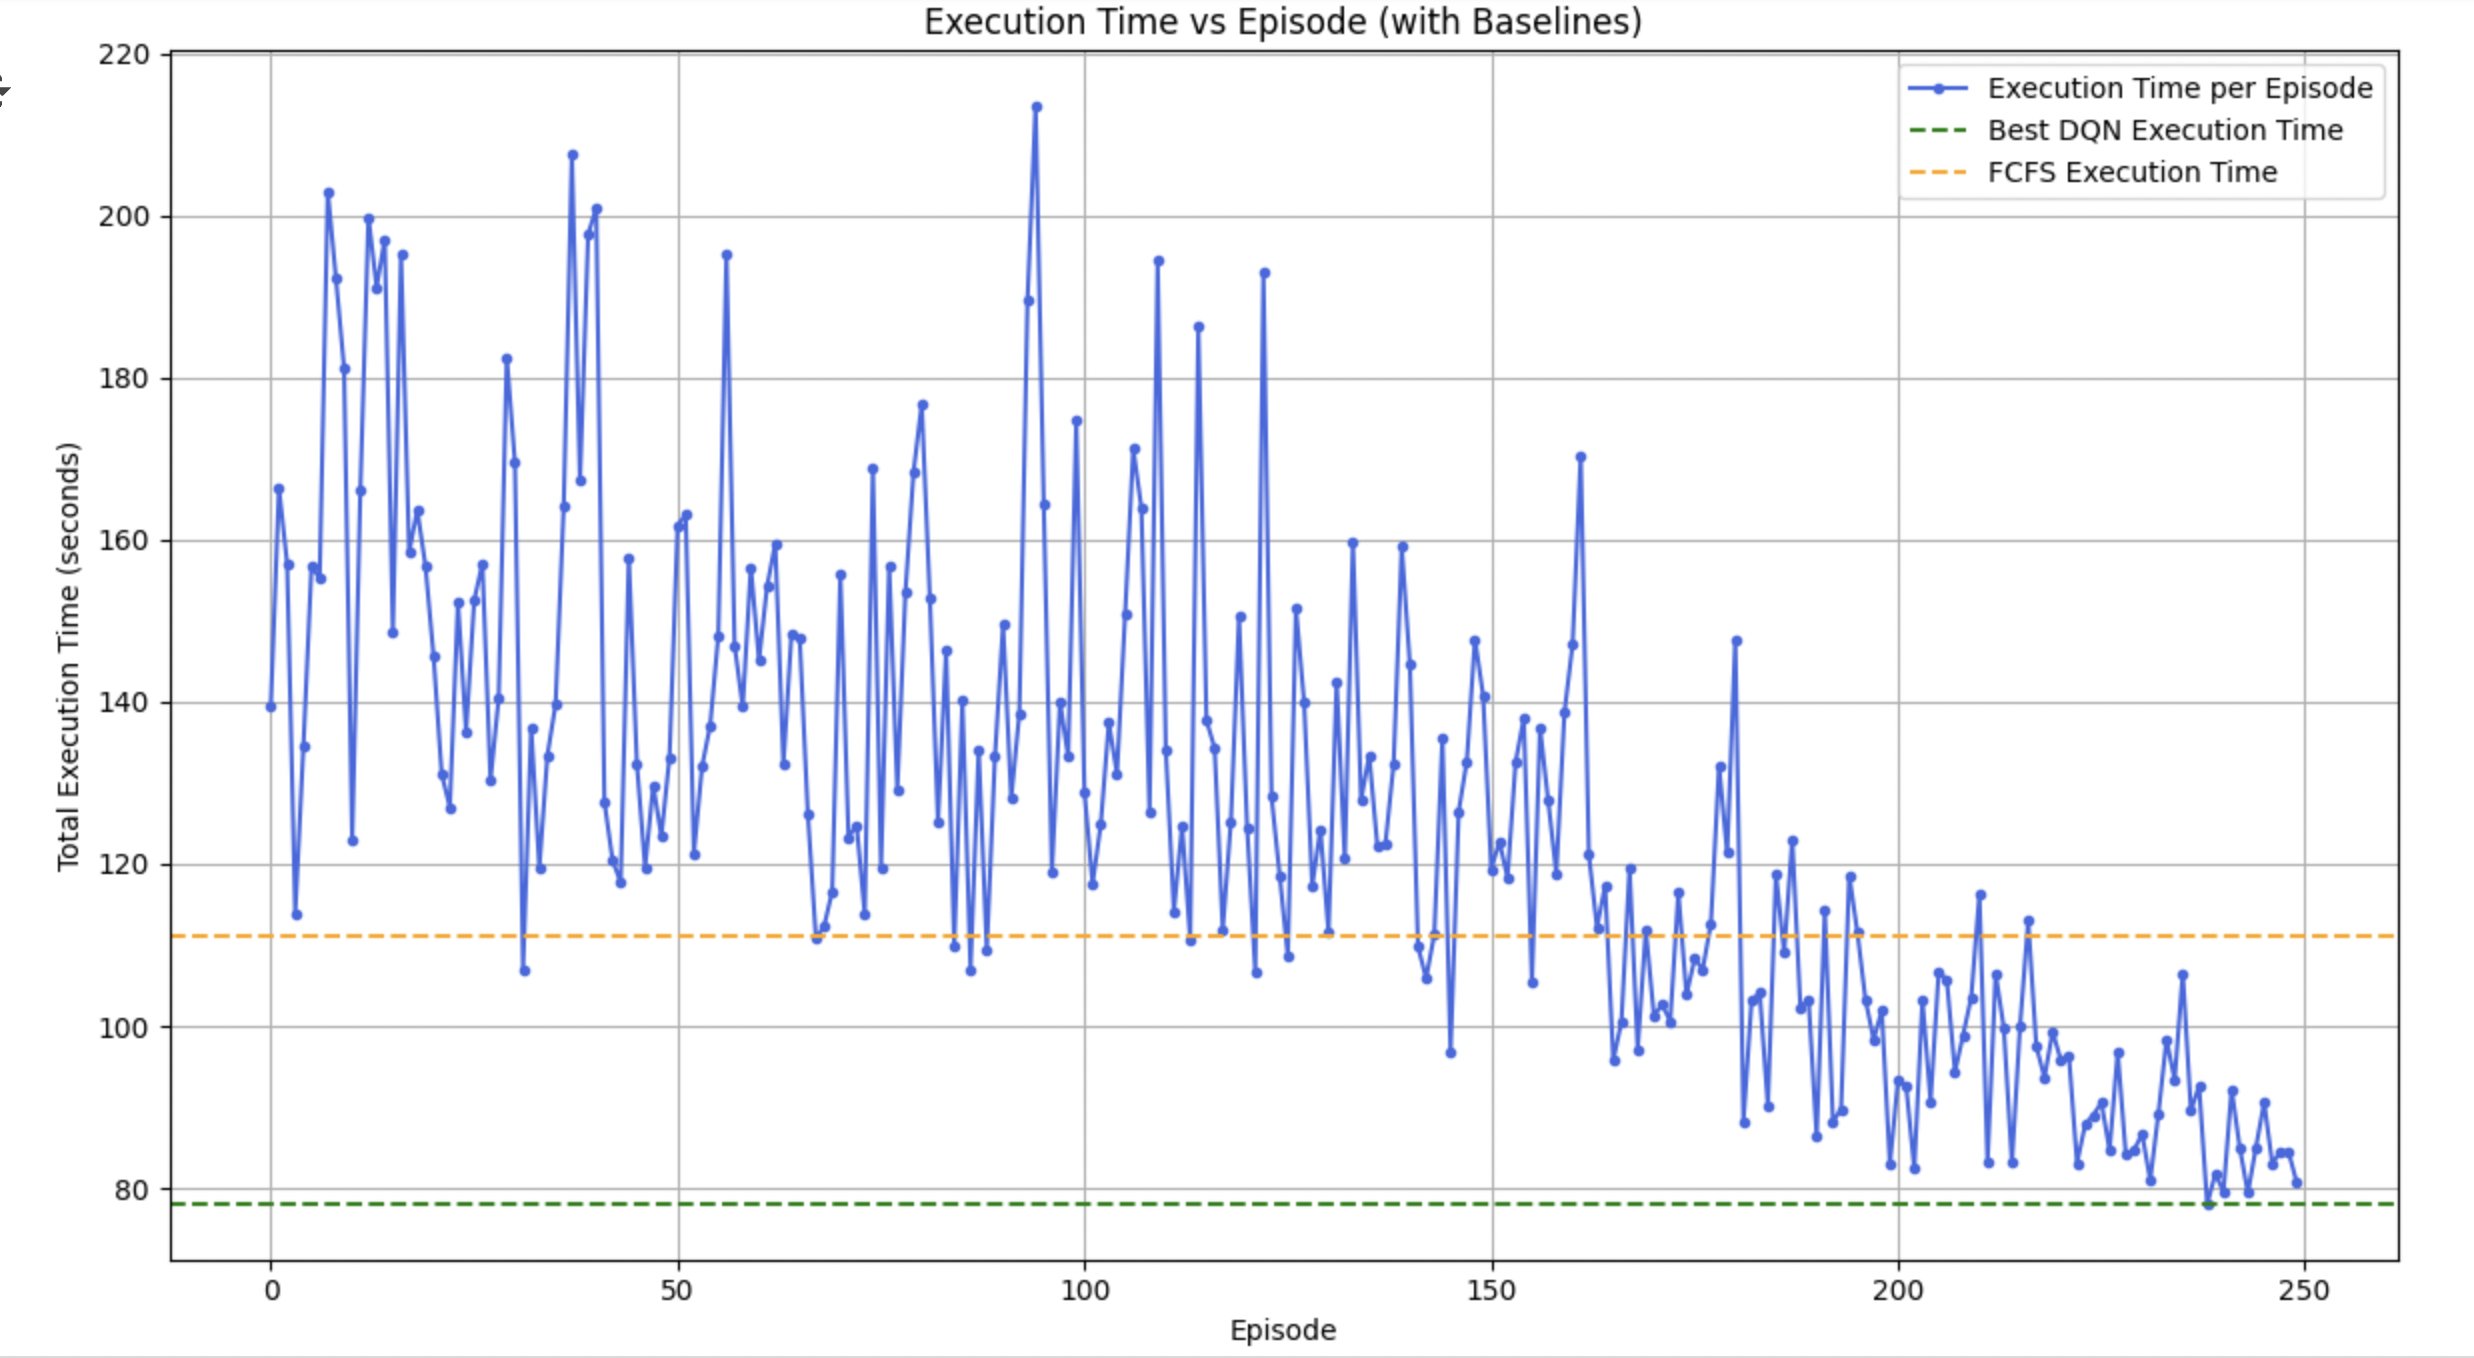 Execution Time vs Episode (with Baselines)
220
200
180
160
140
120
100
80
Total Execution Time (seconds)
Execution Time per Episode
Best DQN Execution Time
FCFS Execution Time
0
50
100
150
200
250
Episode